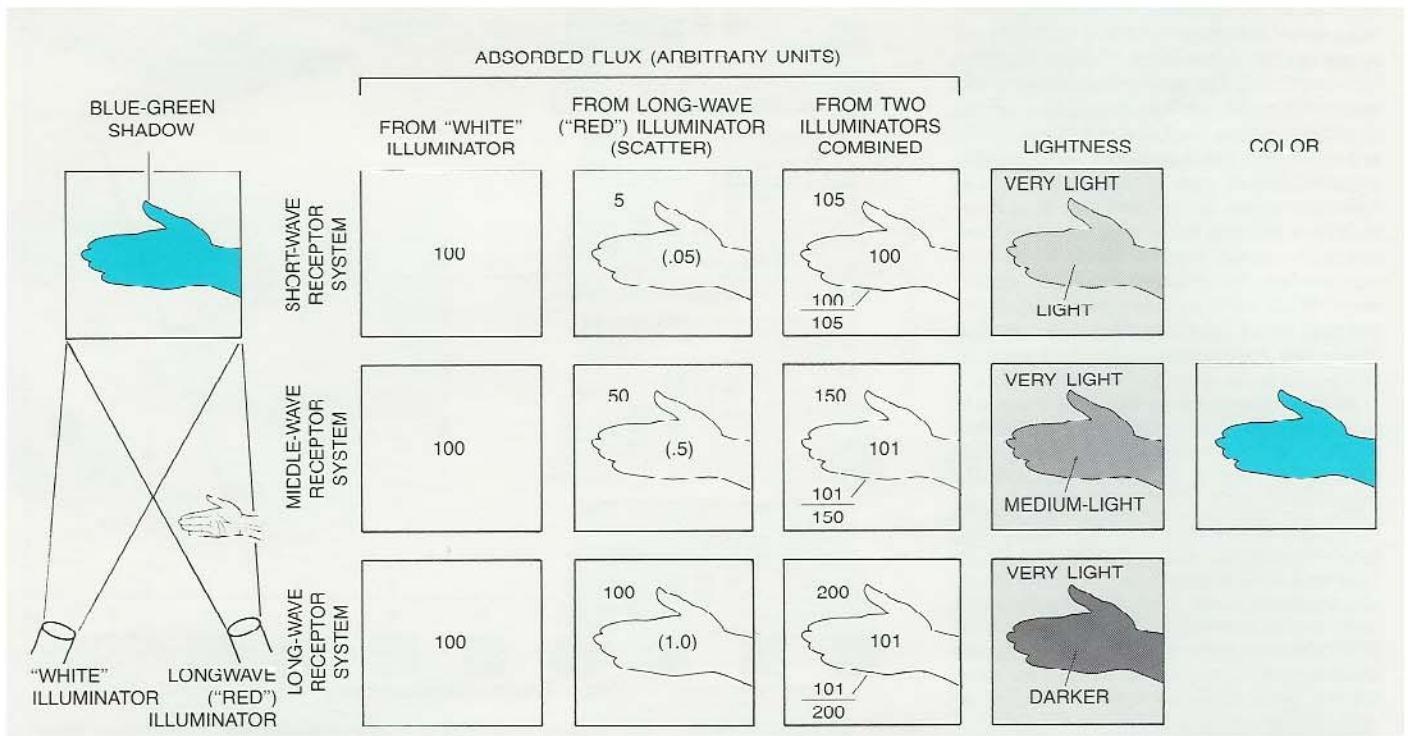 ABSORBED FLUX (ARBITRARY UNITS)
BLUE-GREEN
SHADOW
FROM “WHITE”
ILLUMINATOR
FROM LONG-WAVE
(“RED”) ILLUMINATOR
(SCATTER)
FROM TWO
ILLUMINATORS
COMBINED
LIGHTNESS
COLOR
SHORT-WAVE
RECEPTOR
SYSTEM
100
5
(.05)
105
100
100
105
VERY LIGHT
LIGHT
MIDDLE-WAVE
RECEPTOR
SYSTEM
100
50
(.5)
150
101
101
150
VERY LIGHT
MEDIUM-LIGHT
LONG-WAVE
RECEPTOR
SYSTEM
100
100
(1.0)
200
101
101
200
VERY LIGHT
DARKER
“WHITE”
ILLUMINATOR
LONGWAVE
(“RED”)
ILLUMINATOR